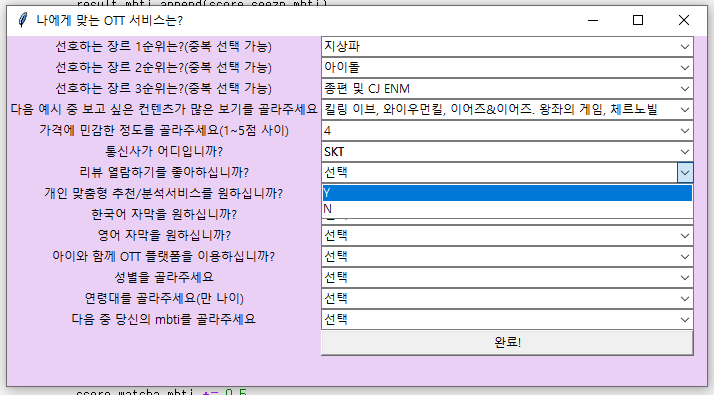 result_mbti.append(score_seezn_mbti)
나에게 맞는 OTT 서비스는?
선호하는 장르 1순위는?(중복 선택 가능) 지상파
선호하는 장르 2순위는?(중복 선택 가능) 아이돌
선호하는 장르 3순위는?(중복 선택 가능) 종편 및 CJ ENM
다음 예시 중 보고 싶은 컨텐츠가 많은 보기를 골라주세요 킬링 이브, 와이우먼킬, 이어즈&이어즈. 왕좌의 게임, 체르노빌
가격에 민감한 정도를 골라주세요(1~5점 사이) 4
통신사가 어디입니까? SKT
리뷰 열람하기를 좋아하십니까? 선택
개인 맞춤형 추천/분석서비스를 원하십니까? Y
한국어 자막을 원하십니까? N
영어 자막을 원하십니까? 선택
아이와 함께 OTT 플랫폼을 이용하십니까? 선택
성별을 골라주세요 선택
연령대를 골라주세요(만 나이) 선택
다음 중 당신의 mbti를 골라주세요 선택
완료!
score_matcha_mbti += 0.5